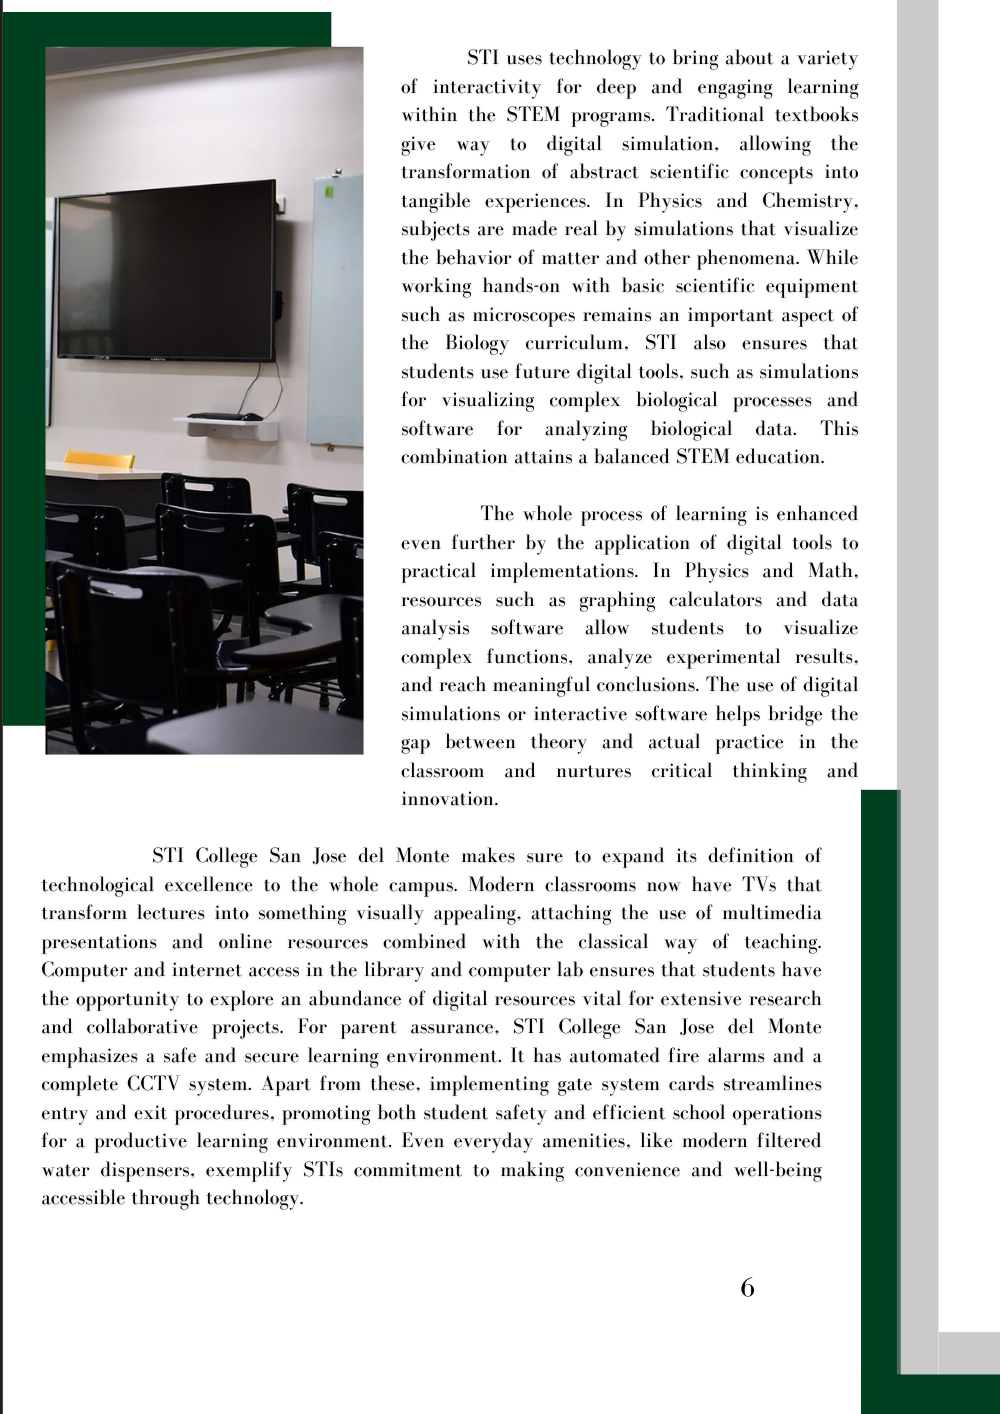 STI uses technology to bring about a variety
of interactivity for deep and engaging learning
within the STEM programs. Traditional textbooks
give way to digital simulation, allowing the
transformation of abstract scientific concepts into
tangible experiences. In Physics and Chemistry,
subjects are made real by simulations that visualize
the behavior of matter and other phenomena. While
working hands-on with basic scientific equipment
such as microscopes remains an important aspect of
the Biology curriculum, STI also ensures that
students use future digital tools, such as simulations
for visualizing complex biological processes and
software for analyzing biological data. This
combination attains a balanced STEM education.
The whole process of learning is enhanced
even further by the application of digital tools to
practical implementations. In Physics and Math,
resources such as graphing calculators and data
analysis software allow students to visualize
complex functions, analyze experimental results,
and reach meaningful conclusions. The use of digital
simulations or interactive software helps bridge the
gap between theory and actual practice in the
classroom and nurtures critical thinking and
innovation.
STI College San Jose del Monte makes sure to expand its definition of
technological excellence to the whole campus. Modern classrooms now have TVs that
transform lectures into something visually appealing, attaching the use of multimedia
presentations and online resources combined with the classical way of teaching.
Computer and internet access in the library and computer lab ensures that students have
the opportunity to explore an abundance of digital resources vital for extensive research
and collaborative projects. For parent assurance, STI College San Jose del Monte
emphasizes a safe and secure learning environment. It has automated fire alarms and a
complete CCTV system. Apart from these, implementing gate system cards streamlines
entry and exit procedures, promoting both student safety and efficient school operations
for a productive learning environment. Even everyday amenities, like modern filtered
water dispensers, exemplify STIs commitment to making convenience and well-being
accessible through technology.
6